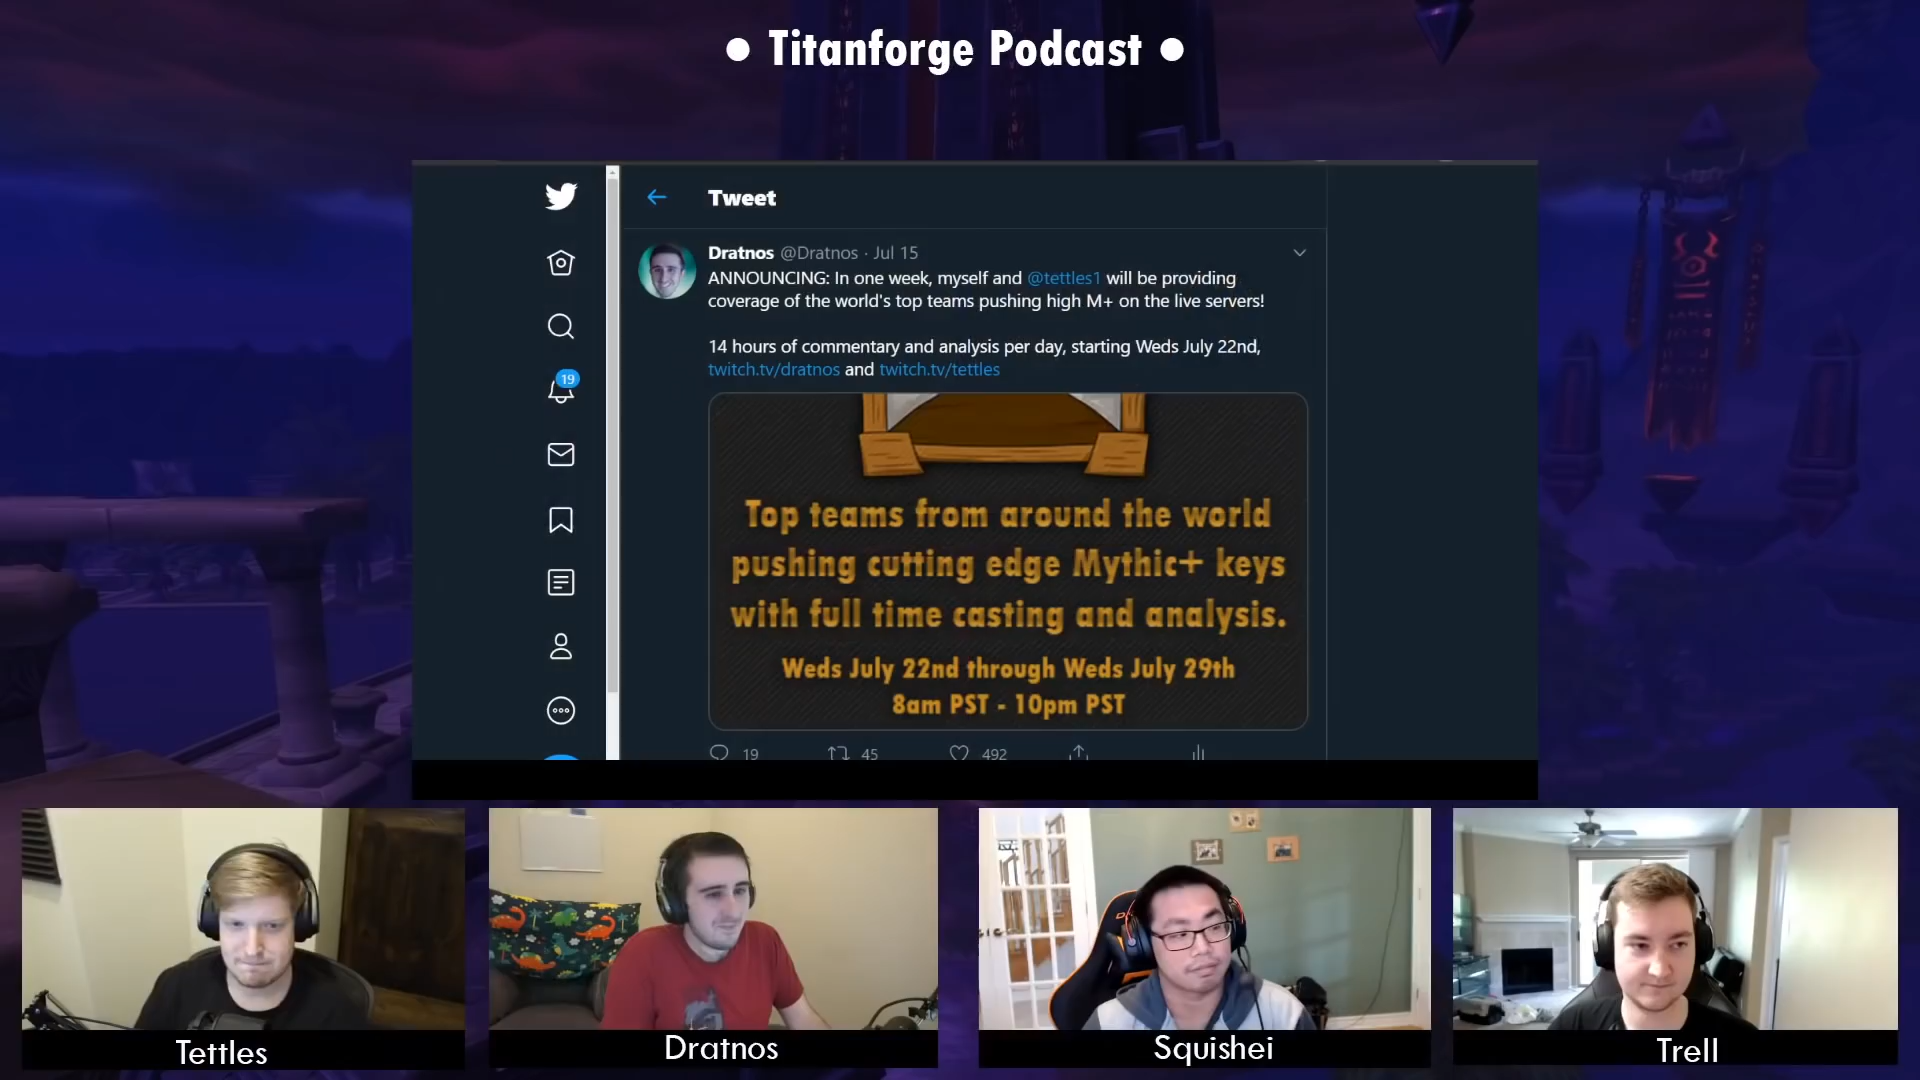 ● Titanforge Podcast ●
Tweet
Dratnos @Dratnos · Jul 15
ANNOUNCING: In one week, myself and @tettles1 will be providing
coverage of the world's top teams pushing high M+ on the live servers!
14 hours of commentary and analysis per day, starting Weds July 22nd,
twitch.tv/dratnos and twitch.tv/tettles
19
Top teams from around the world
pushing cutting edge Mythic+ keys
with full time casting and analysis.
Weds July 22nd through Weds July 29th
8am PST - 10pm PST
19 45 492
Tettles
Dratnos
Squishei
Trell